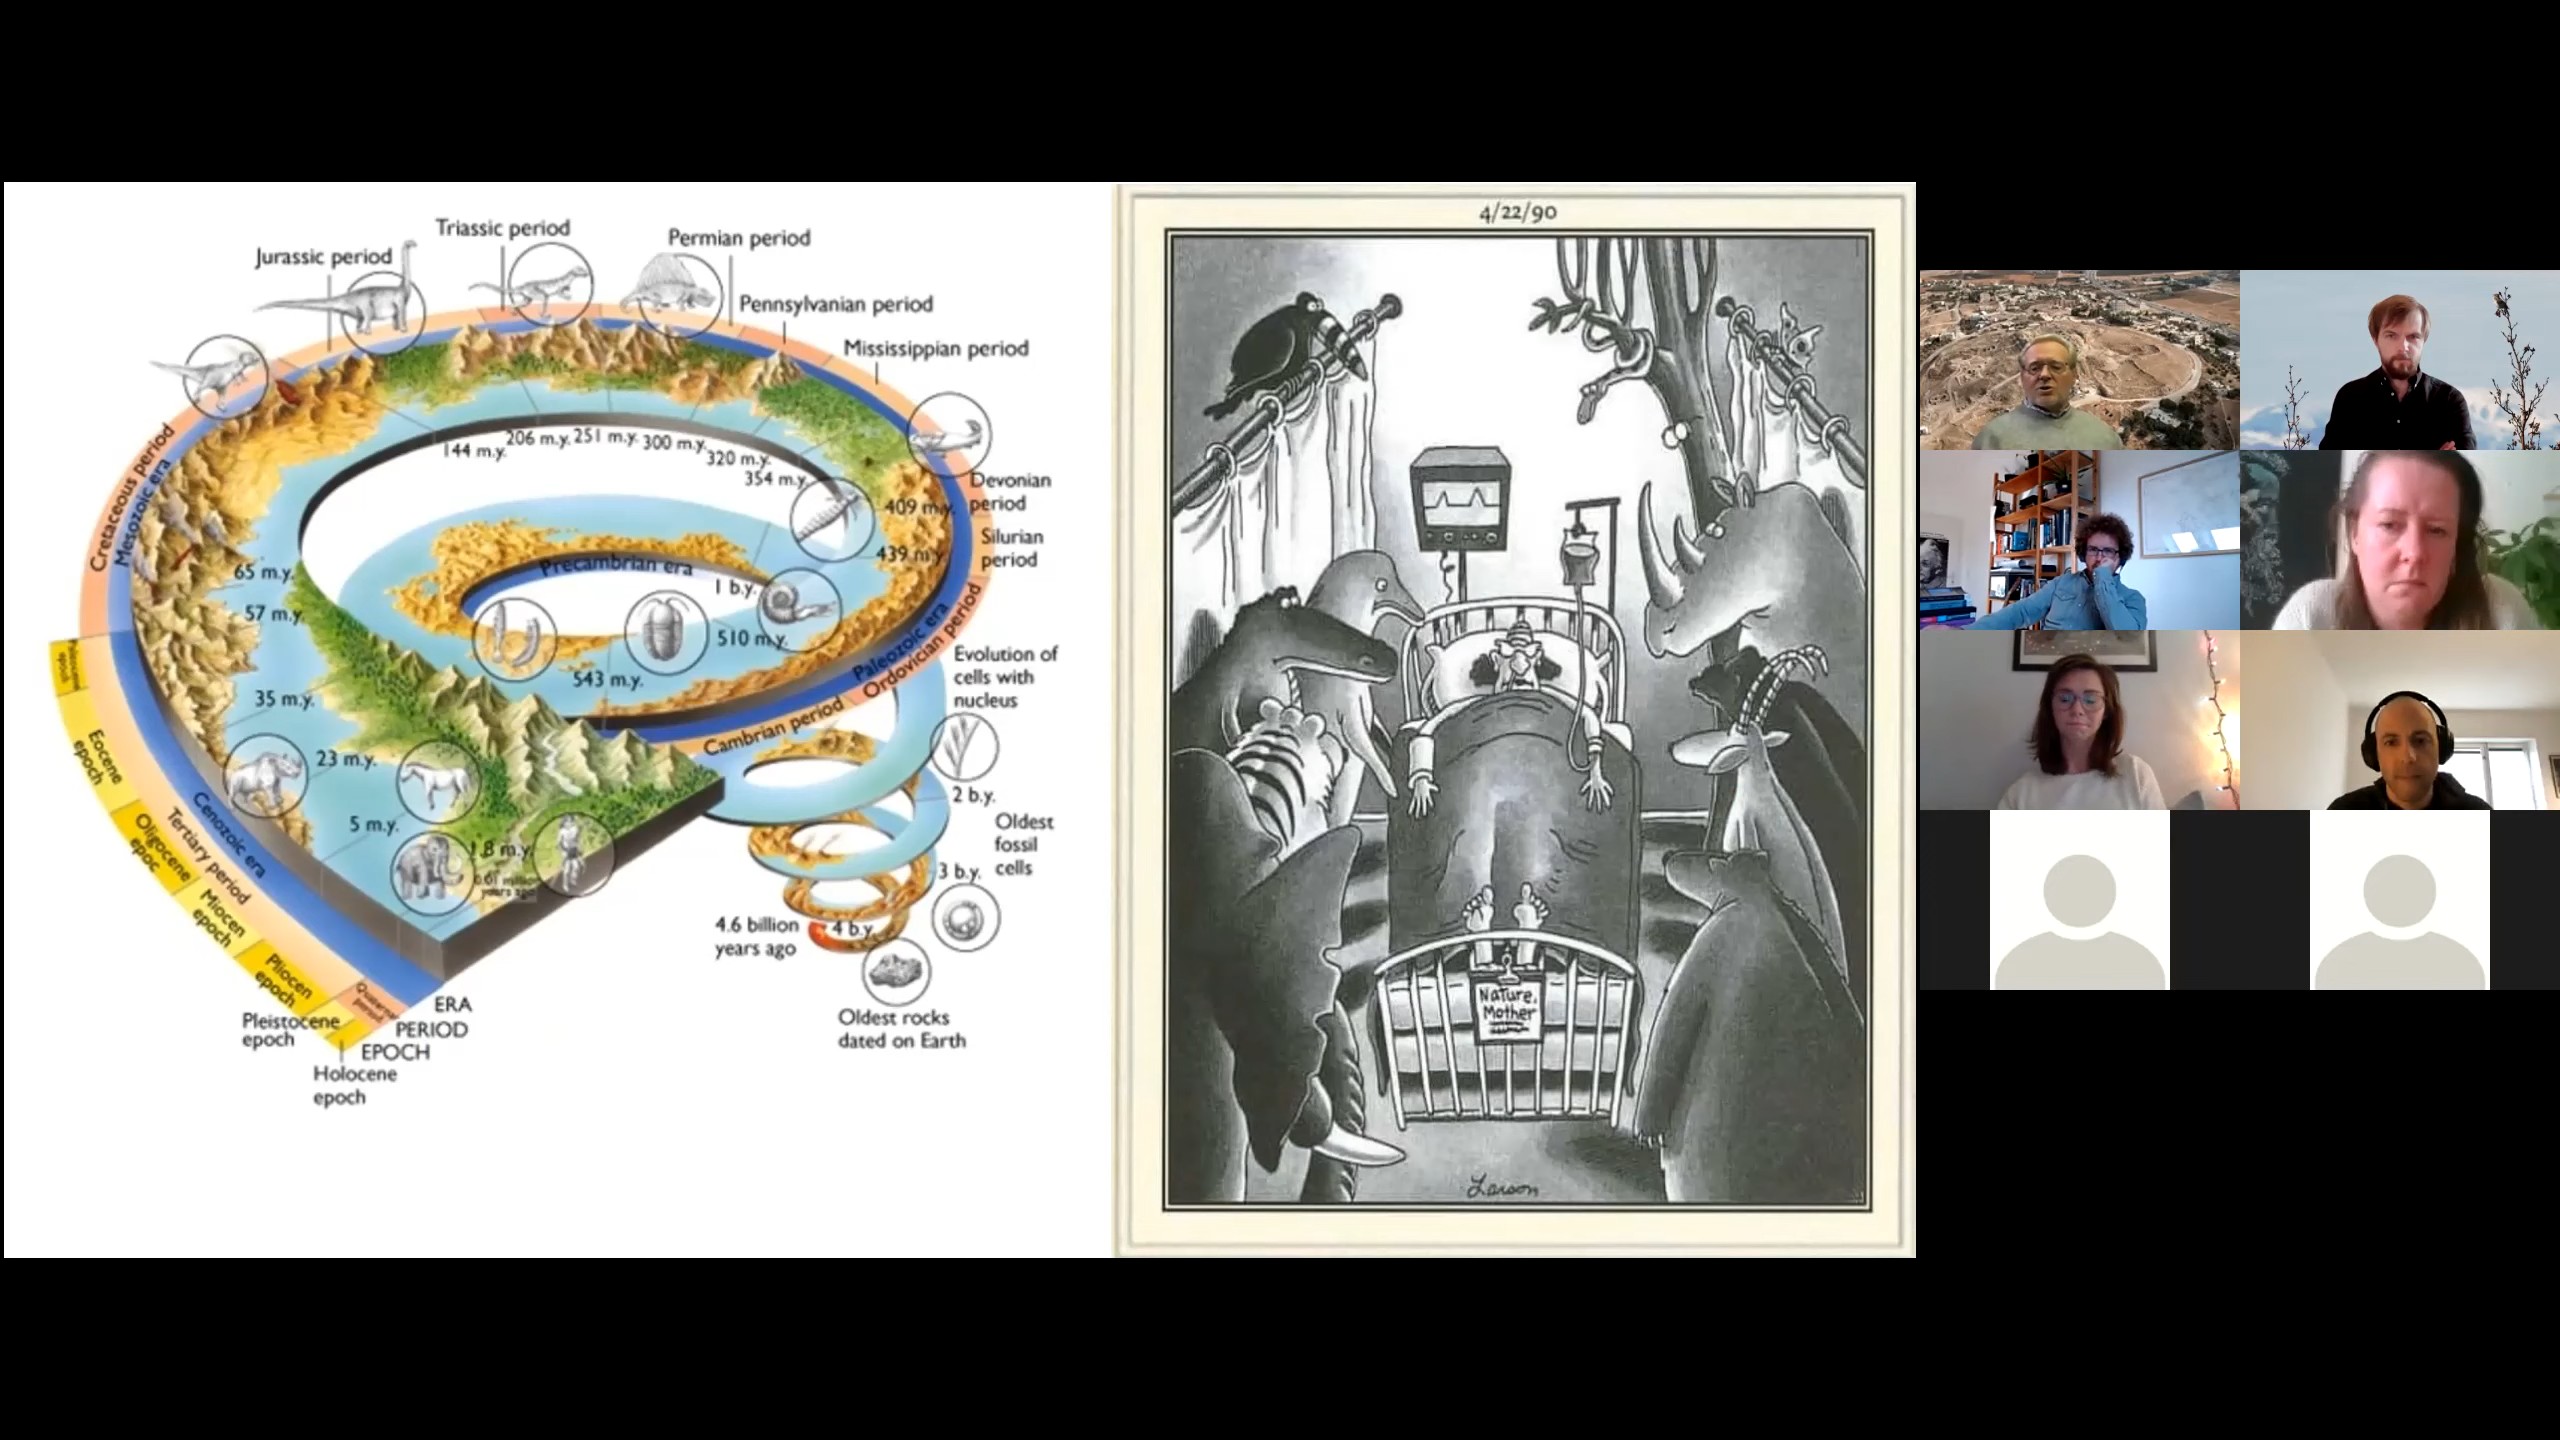 Triassic period
Permian period
Jurassic period
Pennsylvanian period
Mississippian period
Devonian
period
Silurian
period
Cretaceous period
Mesozoic era
144 m.y.
206 m.y.
251 m.y.
300 m.y.
320 m.y.
354 m.y.
409 m.y.
439 m.y.
Precambrian era
1 b.y.
510 m.y.
543 m.y.
65 m.y.
57 m.y.
35 m.y.
23 m.y.
5 m.y.
1.8 m.y.
years ago
Paleozoic era
Ordovician period
Cambrian period
Evolution of
cells with
nucleus
2 b.y.
Oldest
fossil
cells
3 b.y.
4.6 billion
years ago
4 b.y.
Oldest rocks
dated on Earth
Eocene
epoch
Oligocene
epoc
Miocen
epoch
Pliocen
epoch
Cenozoic era
Tertiary period
Pleistocene
epoch
Holocene
epoch
ERA
PERIOD
EPOCH
4/22/90
Nature,
Mother
Larson